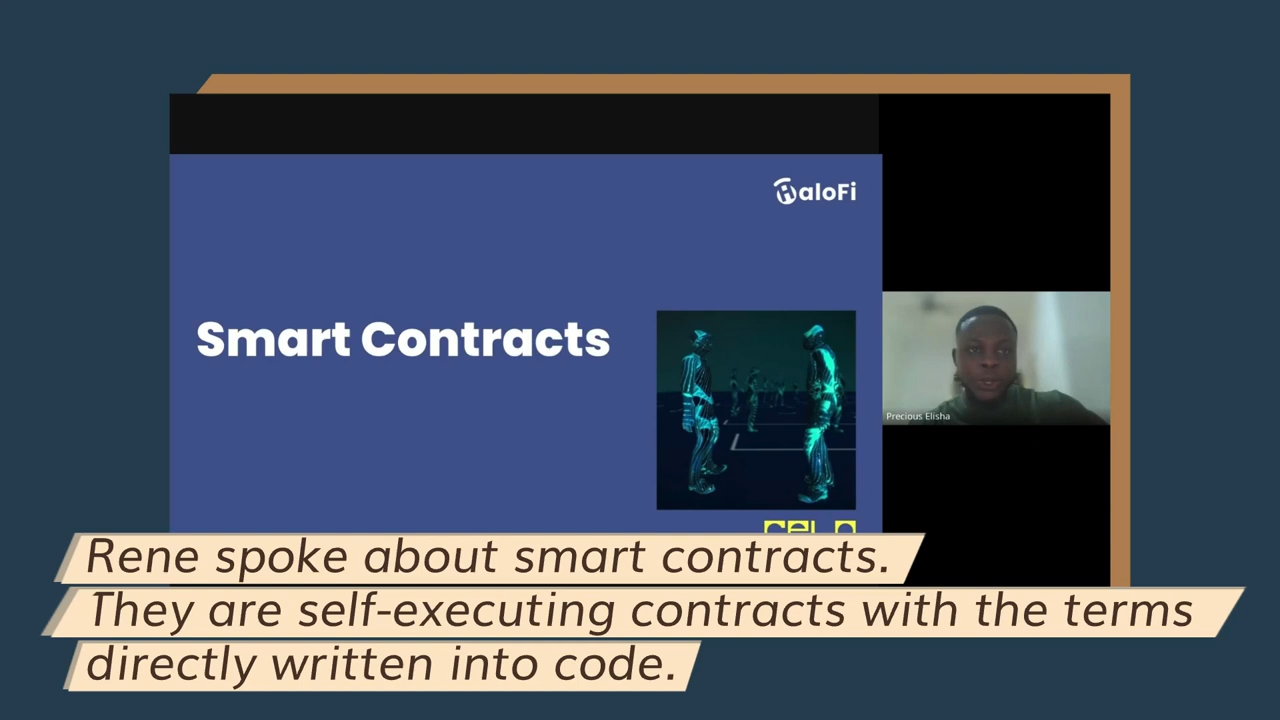 HaloFi
Smart Contracts
Precious Elisha
CELO
Rene spoke about smart contracts.
They are self-executing contracts with the terms
directly written into code.